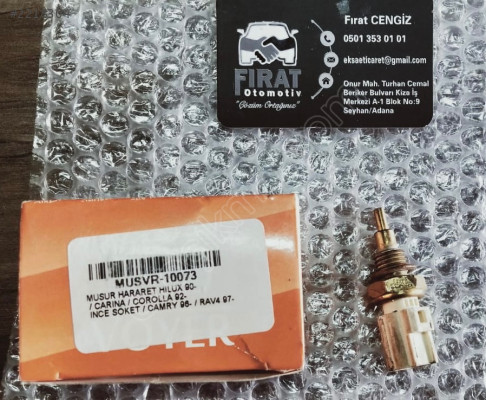 Fırat CENGİZ
0501 353 01 01
eksaeticaret@gmail.com
Onur Mah. Turhan Cemal
Beriker Bulvarı Kiza İş
Merkezi A-1 Blok No:9
Seyhan/Adana
FIRAT
Otomotiv
"Çözüm Ortağınız"
MUSVR-10073
MUSUR HARARET HILUX 90-
/ CARINA / COROLLA 92-
INCE SOKET / CAMRY 96- / RAV4 97-